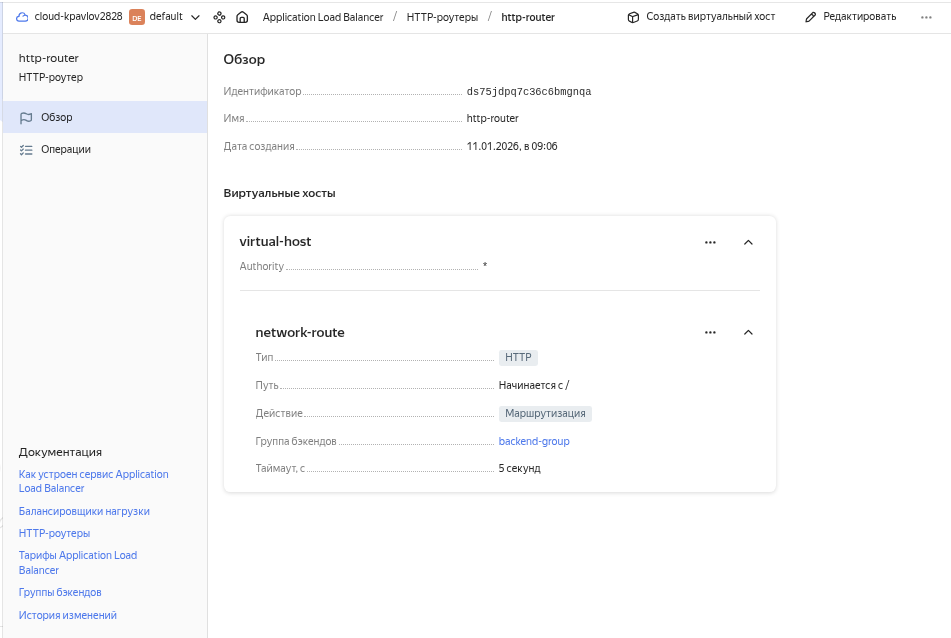 cloud-kpavlov2828 DE default Application Load Balancer / HTTP-роутеры / http-router Создать виртуальный хост Редактировать
http-router
HTTP-роутер
Обзор
Операции
Документация
Как устроен сервис Application
Load Balancer
Балансировщики нагрузки
HTTP-роутеры
Тарифы Application Load
Balancer
Группы бэкендов
История изменений
Обзор
Идентификатор ds75jdpq7c36c6bmgnqa
Имя http-router
Дата создания 11.01.2026, в 09:06
Виртуальные хосты
virtual-host
Authority *
network-route
Тип HTTP
Путь Начинается с /
Действие Маршрутизация
Группа бэкендов backend-group
Таймаут, с 5 секунд